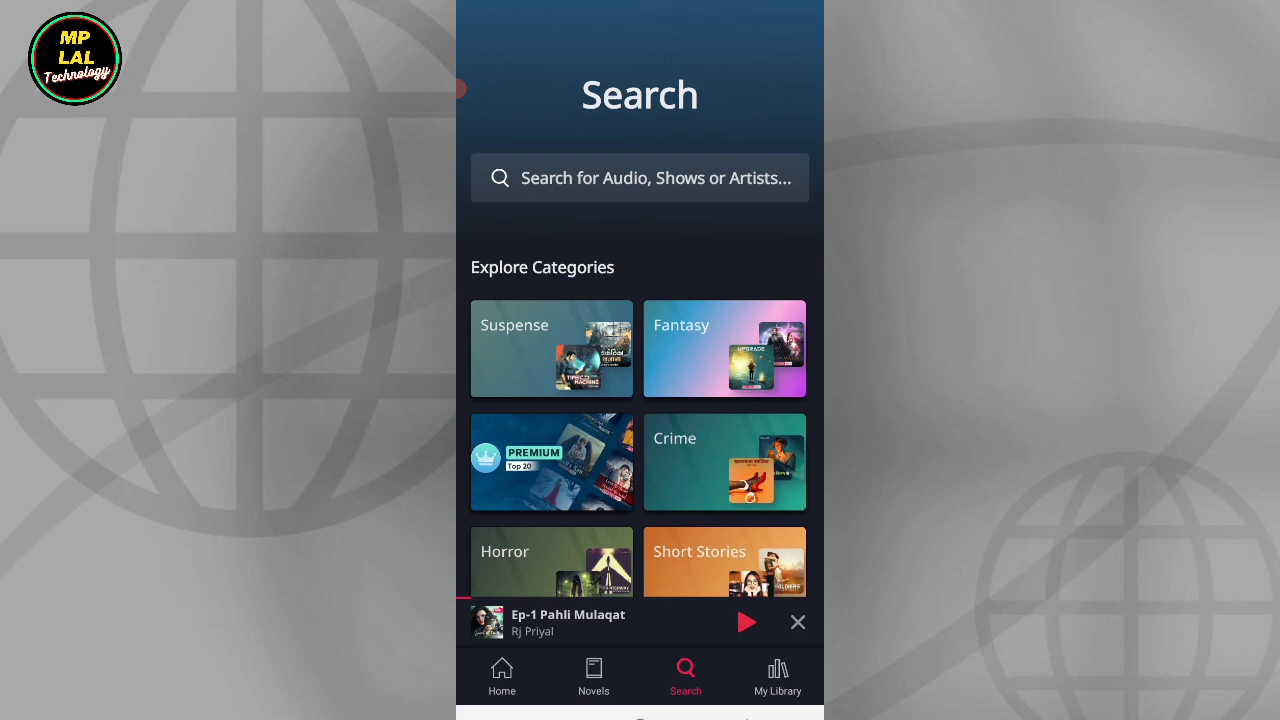 MP
LAL
Technology
Search
Search for Audio, Shows or Artists...
Explore Categories
Suspense
Fantasy
UPGRADE
PREMIUM
Top 20
Crime
Horror
Short Stories
Ep-1 Pahli Mulaqat
Rj Priyal
Home
Novels
Search
My Library